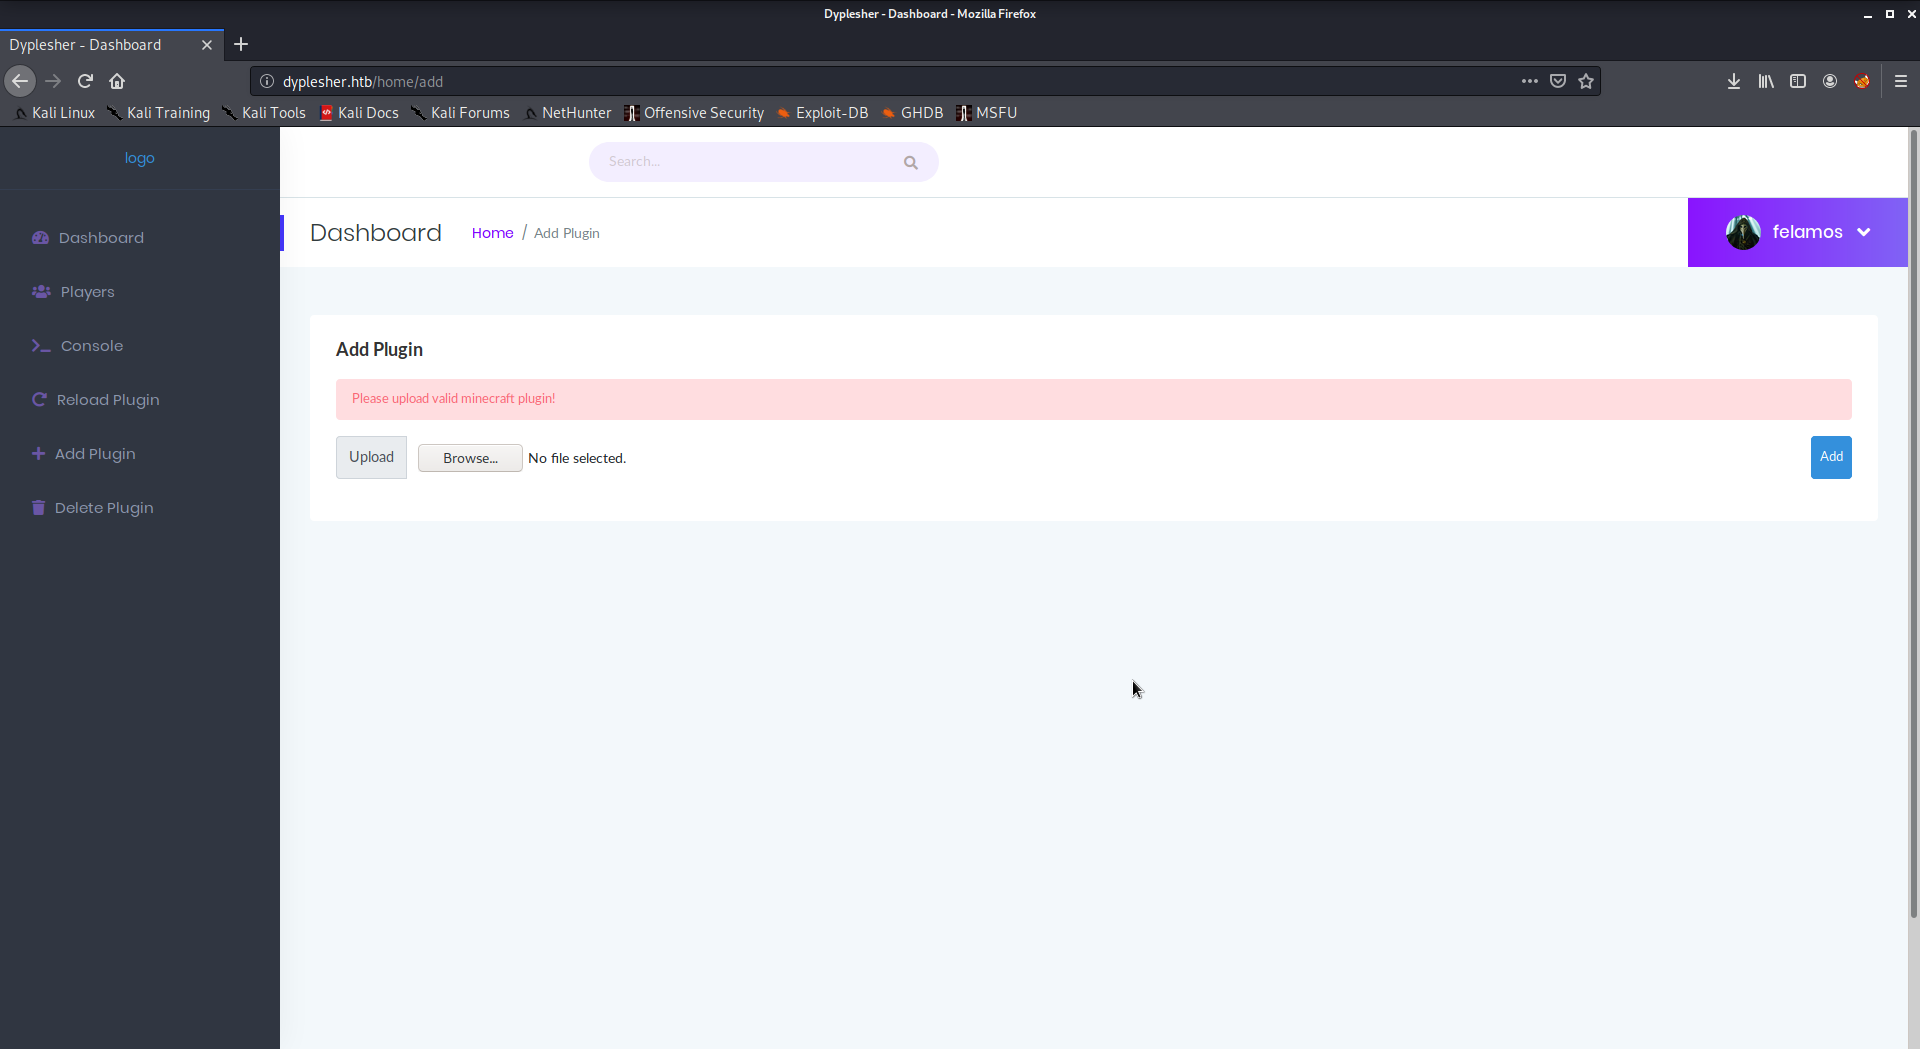 Dyplesher - Dashboard - Mozilla Firefox
Dyplesher - Dashboard
dyplesher.htb/home/add
Kali Linux Kali Training Kali Tools Kali Docs Kali Forums NetHunter Offensive Security Exploit-DB GHDB MSFU
logo
Search...
Dashboard Home / Add Plugin
felamos
Dashboard
Players
Console
Reload Plugin
Add Plugin
Delete Plugin
Add Plugin
Please upload valid minecraft plugin!
Upload Browse... No file selected. Add